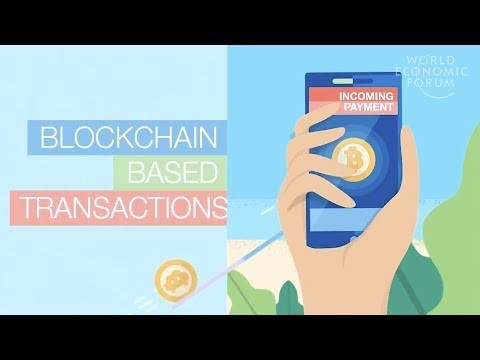 BLOCKCHAIN
BASED
TRANSACTIONS
WORLD
ECONOMIC
FORUM
INCOMING
PAYMENT